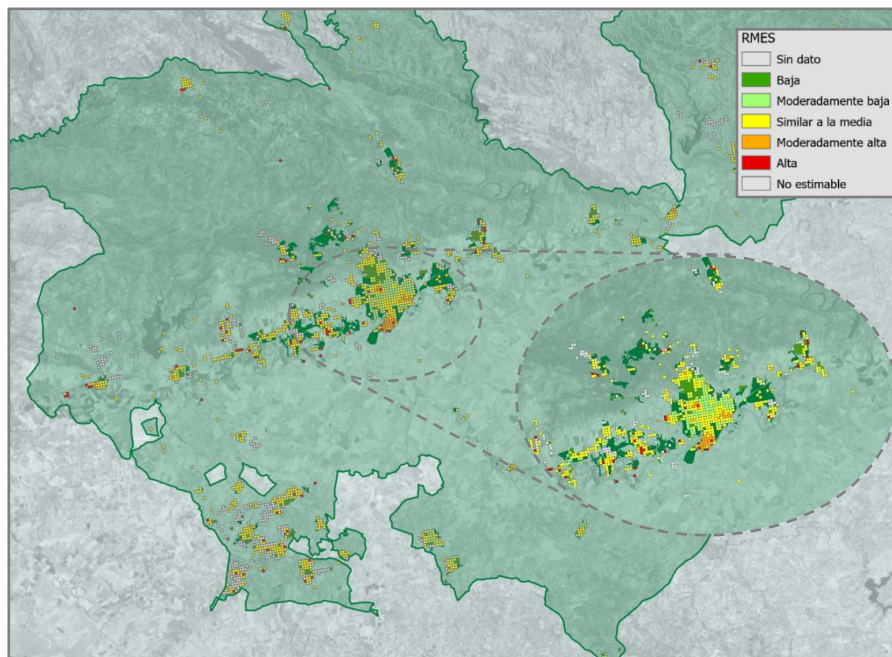 RMES
Sin dato
Baja
Moderadamente baja
Similar a la media
Moderadamente alta
Alta
No estimable